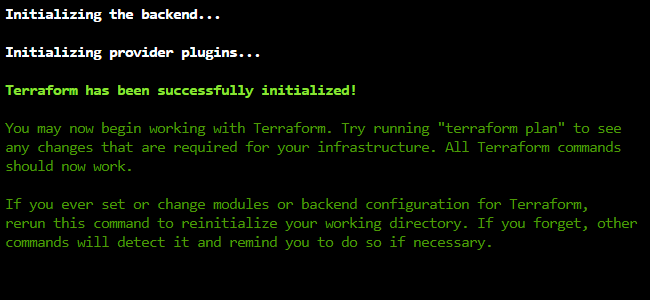 Initializing the backend...
Initializing provider plugins...
Terraform has been successfully initialized!
You may now begin working with Terraform. Try running "terraform plan" to see
any changes that are required for your infrastructure. All Terraform commands
should now work.
If you ever set or change modules or backend configuration for Terraform,
rerun this command to reinitialize your working directory. If you forget, other
commands will detect it and remind you to do so if necessary.